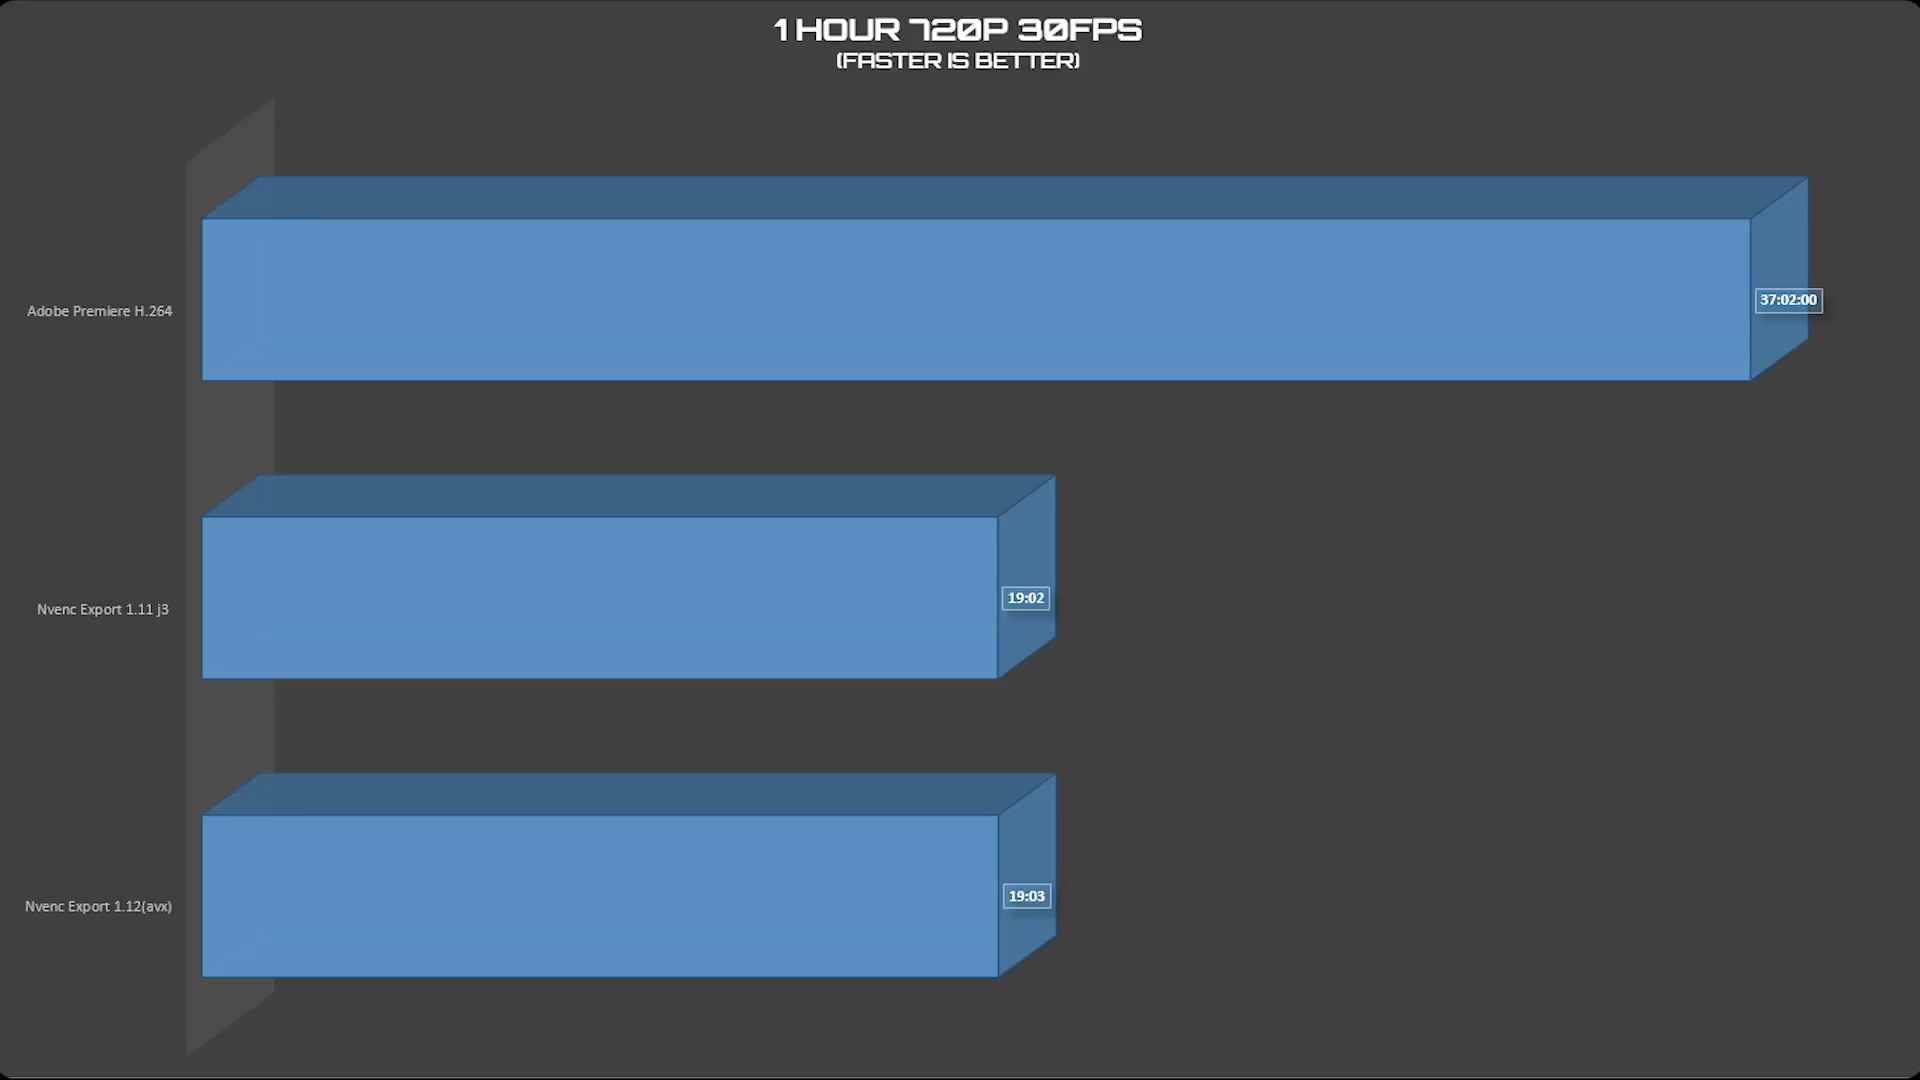 1 HOUR 720P 30FPS
(FASTER IS BETTER)
Adobe Premiere H.264
37:02:00
Nvenc Export 1.11 j3
19:02
Nvenc Export 1.12(avx)
19:03